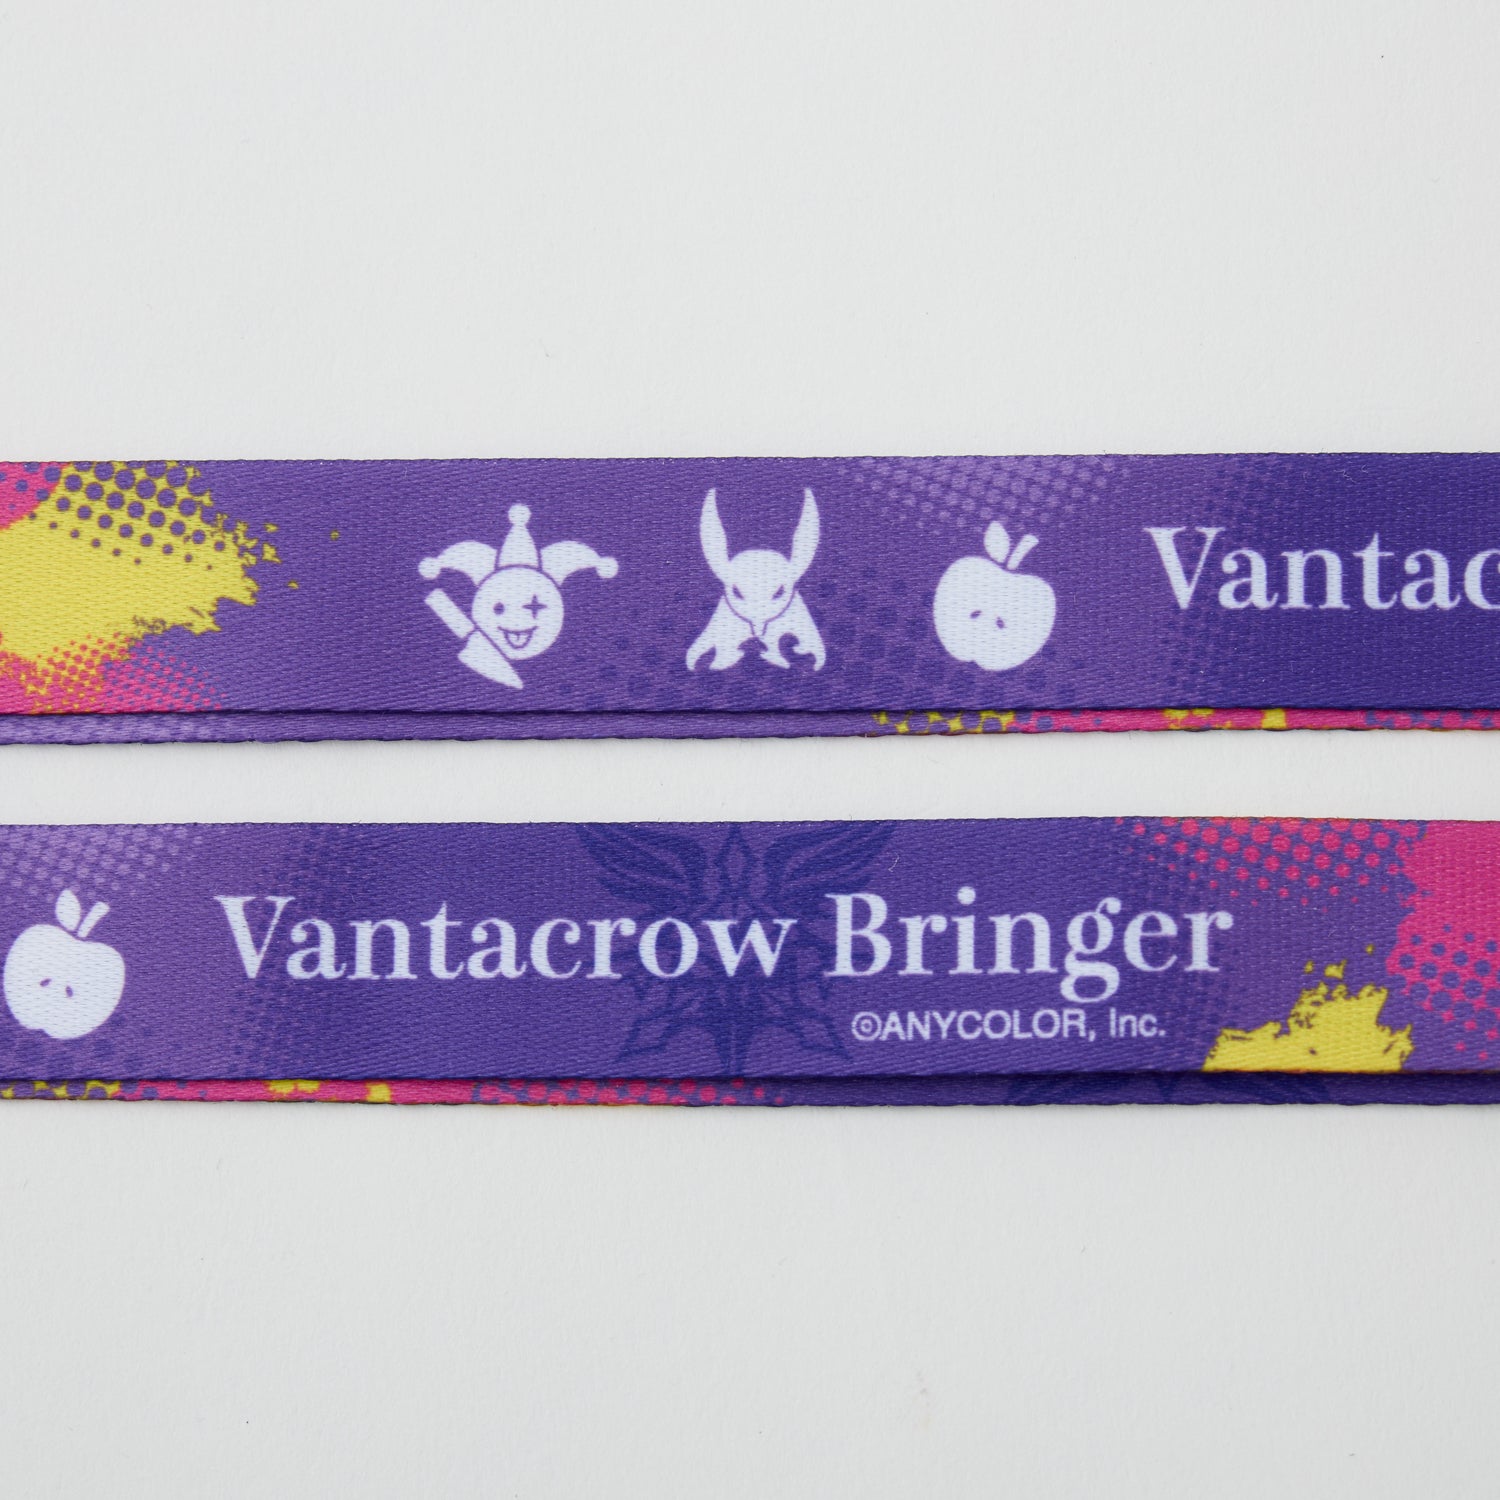 Vantac
Vantacrow Bringer
©ANYCOLOR, Inc.